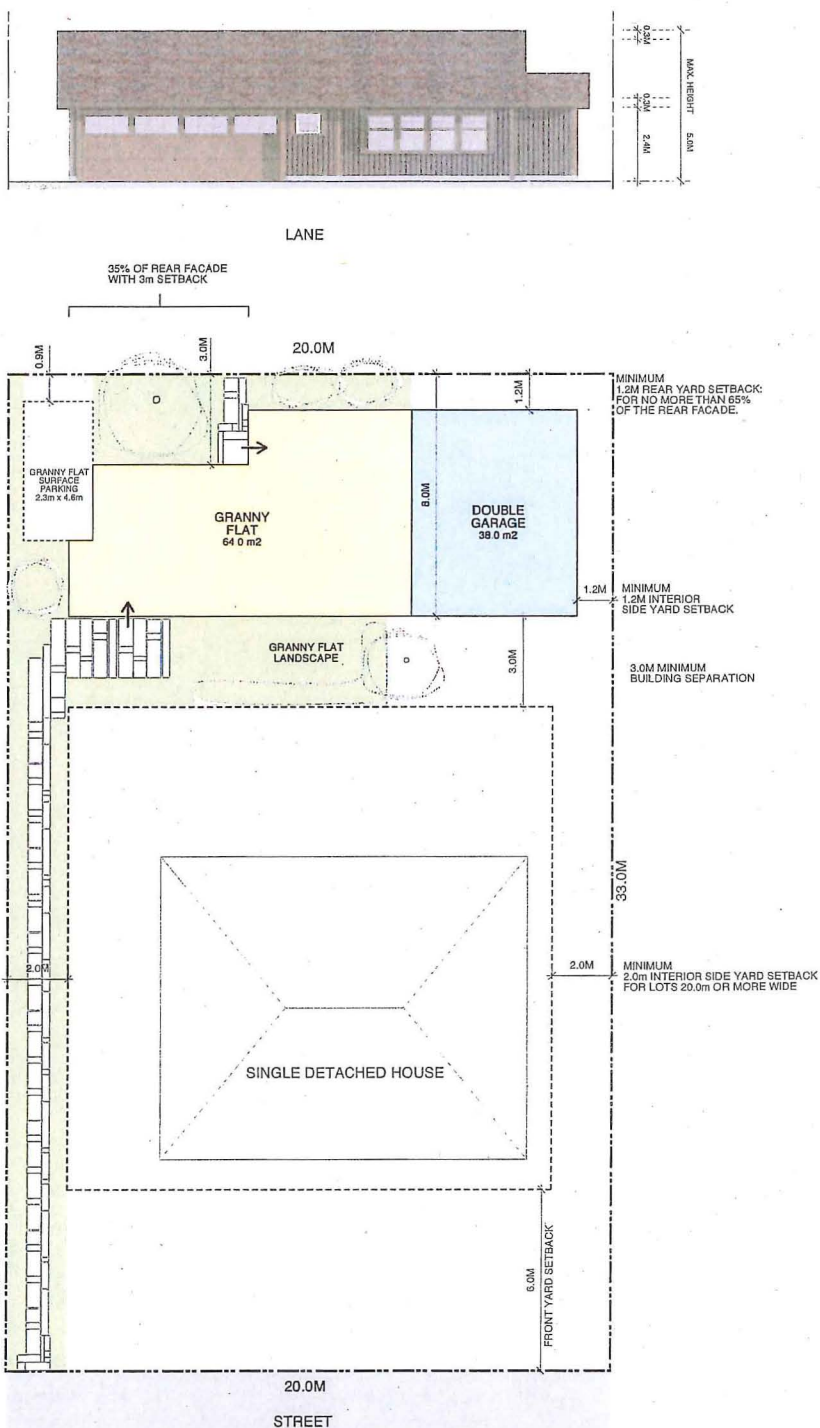 0.3M
MAX. HEIGHT 5.0M
0.3M
2.4M
LANE
35% OF REAR FACADE
WITH 3m SETBACK
0.9M
3.0M
20.0M
1.2M
MINIMUM
1.2M REAR YARD SETBACK:
FOR NO MORE THAN 65%
OF THE REAR FACADE.
GRANNY FLAT
SURFACE
PARKING
2.3m x 4.6m
GRANNY
FLAT
64.0 m2
8.0M
DOUBLE
GARAGE
38.0 m2
1.2M
MINIMUM
1.2M INTERIOR
SIDE YARD SETBACK
GRANNY FLAT
LANDSCAPE
3.0M
3.0M MINIMUM
BUILDING SEPARATION
33.0M
2.0M
2.0M
MINIMUM
2.0m INTERIOR SIDE YARD SETBACK
FOR LOTS 20.0m OR MORE WIDE
SINGLE DETACHED HOUSE
6.0M
FRONT YARD SETBACK
20.0M
STREET